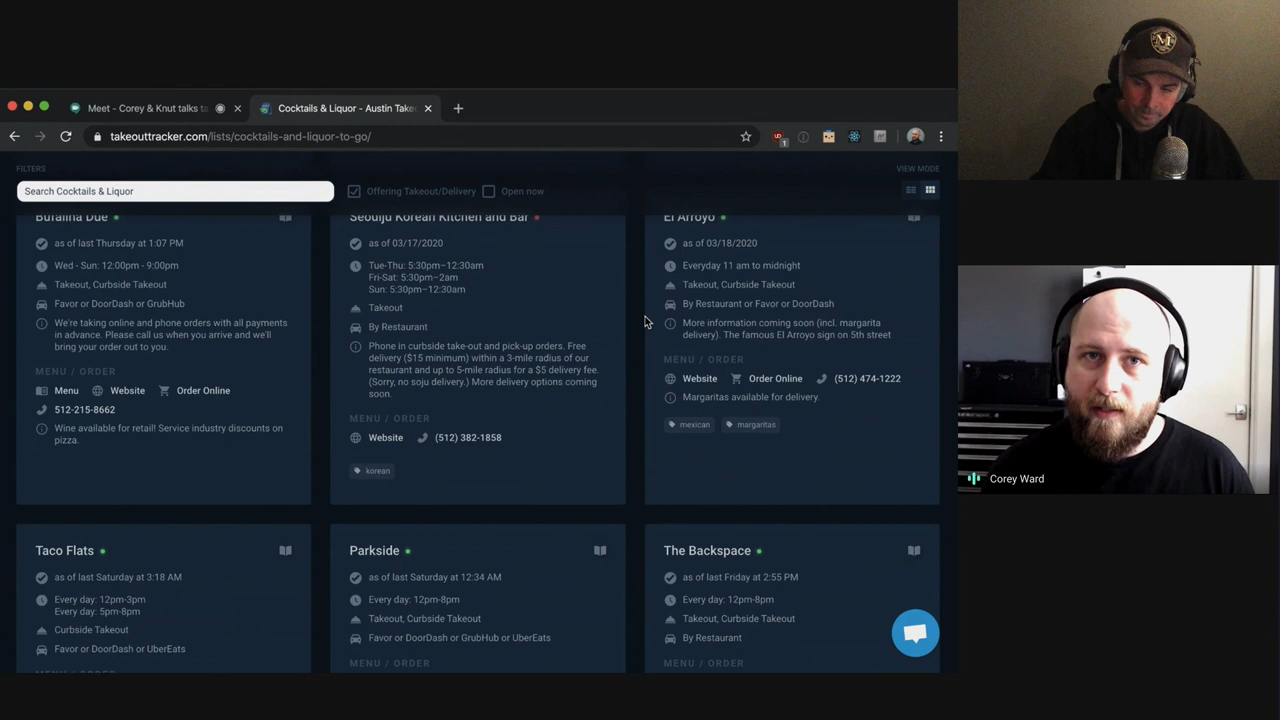 Meet - Corey & Knut talks ta
Cocktails & Liquor - Austin Take
takeouttracker.com/lists/cocktails-and-liquor-to-go/
UD
1
FILTERS
VIEW MODE
Search Cocktails & Liquor
Offering Takeout/Delivery
Open now
Bufalina Due
as of last Thursday at 1:07 PM
Wed - Sun: 12:00pm - 9:00pm
Takeout, Curbside Takeout
Favor or DoorDash or GrubHub
We're taking online and phone orders with all payments
in advance. Please call us when you arrive and we'll
bring your order out to you.
MENU / ORDER
Menu
Website
Order Online
512-215-8662
Wine available for retail! Service industry discounts on
pizza.
Seoulju Korean Kitchen and Bar
as of 03/17/2020
Tue-Thu: 5:30pm–12:30am
Fri-Sat: 5:30pm–2am
Sun: 5:30pm–12:30am
Takeout
By Restaurant
Phone in curbside take-out and pick-up orders. Free
delivery ($15 minimum) within a 3-mile radius of our
restaurant and up to 5-mile radius for a $5 delivery fee.
(Sorry, no soju delivery.) More delivery options coming
soon.
MENU / ORDER
Website
(512) 382-1858
korean
El Arroyo
as of 03/18/2020
Everyday 11 am to midnight
Takeout, Curbside Takeout
By Restaurant or Favor or DoorDash
More information coming soon (incl. margarita
delivery). The famous El Arroyo sign on 5th street
MENU / ORDER
Website
Order Online
(512) 474-1222
Margaritas available for delivery.
mexican
margaritas
Taco Flats
as of last Saturday at 3:18 AM
Every day: 12pm-3pm
Every day: 5pm-8pm
Curbside Takeout
Favor or DoorDash or UberEats
MENU / ORDER
Parkside
as of last Saturday at 12:34 AM
Every day: 12pm-8pm
Takeout, Curbside Takeout
Favor or DoorDash or GrubHub or UberEats
MENU / ORDER
The Backspace
as of last Friday at 2:55 PM
Every day: 12pm-8pm
Takeout, Curbside Takeout
By Restaurant
MENU / ORDER
M
Corey Ward